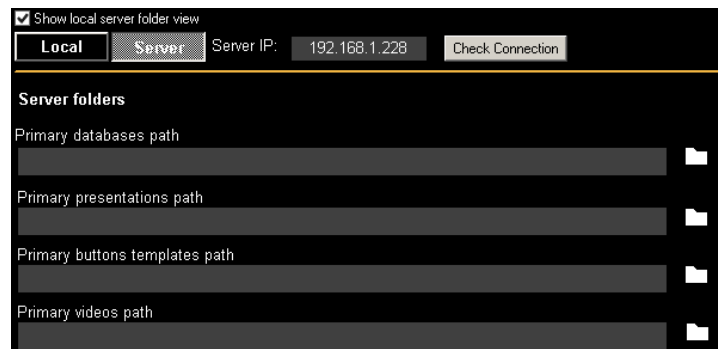 Show local server folder view
Local Server Server IP: 192.168.1.228 Check Connection
Server folders
Primary databases path
Primary presentations path
Primary buttons templates path
Primary videos path